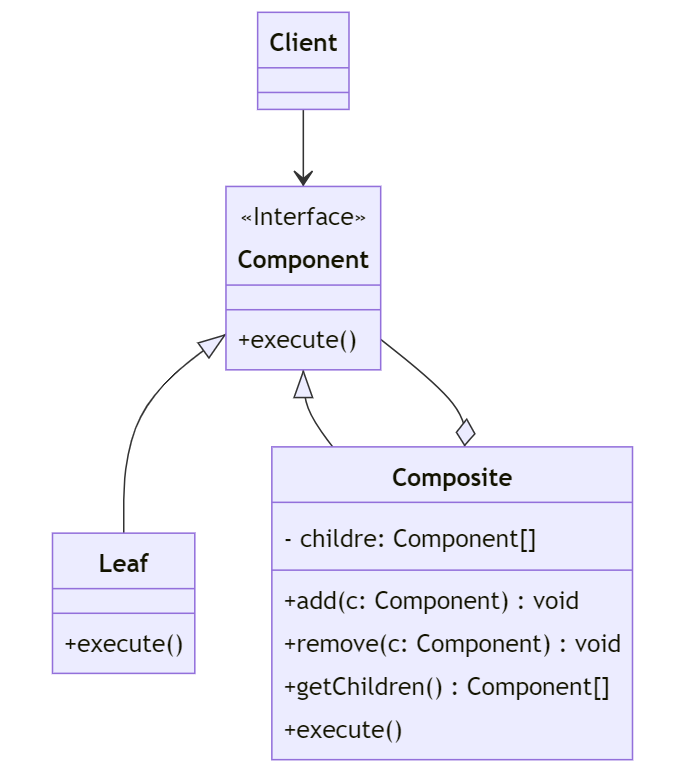 Client
«Interface»
Component
+execute()
Composite
- childre: Component[]
+add(c: Component) : void
+remove(c: Component) : void
+getChildren() : Component[]
+execute()
Leaf
+execute()